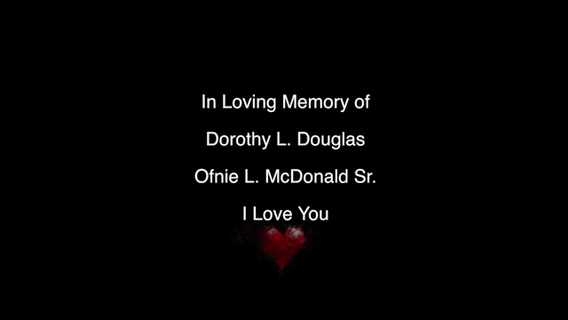 In Loving Memory of
Dorothy L. Douglas
Ofnie L. McDonald Sr.
I Love You